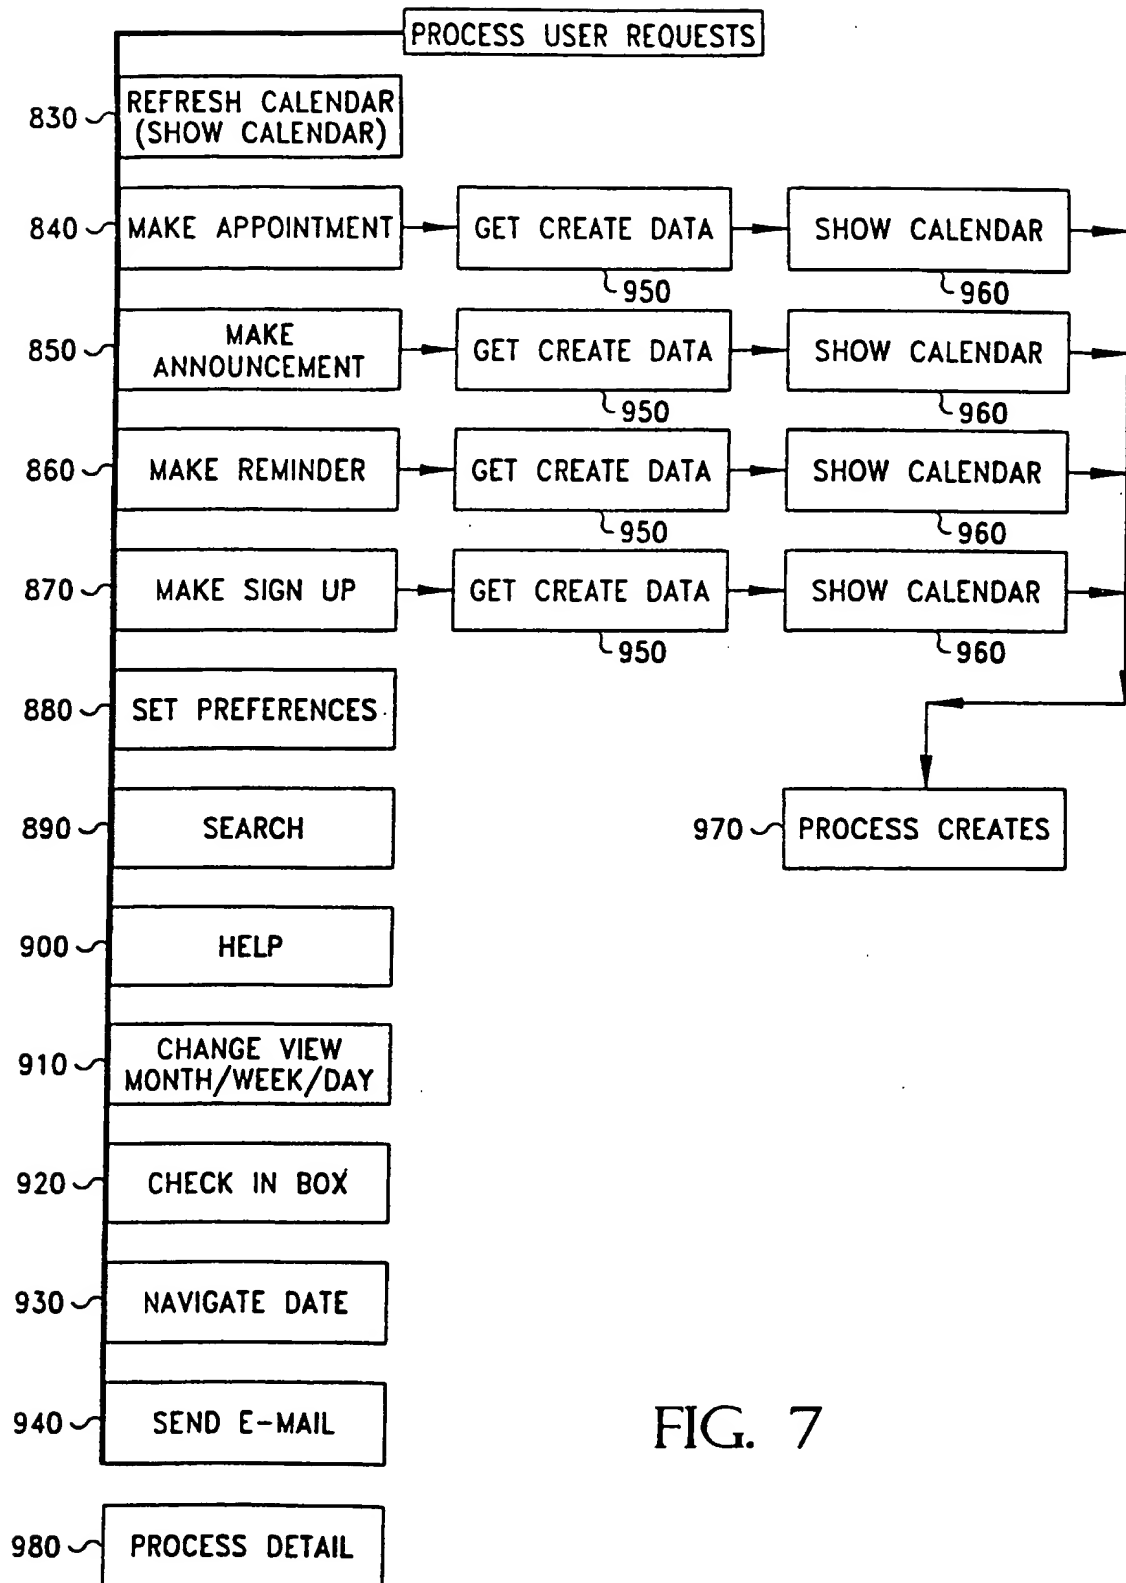 PROCESS USER REQUESTS
830
REFRESH CALENDAR
(SHOW CALENDAR)
840
MAKE APPOINTMENT
GET CREATE DATA
SHOW CALENDAR
950
960
850
MAKE
ANNOUNCEMENT
GET CREATE DATA
SHOW CALENDAR
950
960
860
MAKE REMINDER
GET CREATE DATA
SHOW CALENDAR
950
960
870
MAKE SIGN UP
GET CREATE DATA
SHOW CALENDAR
950
960
880
SET PREFERENCES
890
SEARCH
970
PROCESS CREATES
900
HELP
910
CHANGE VIEW
MONTH/WEEK/DAY
920
CHECK IN BOX
930
NAVIGATE DATE
940
SEND E-MAIL
FIG. 7
980
PROCESS DETAIL